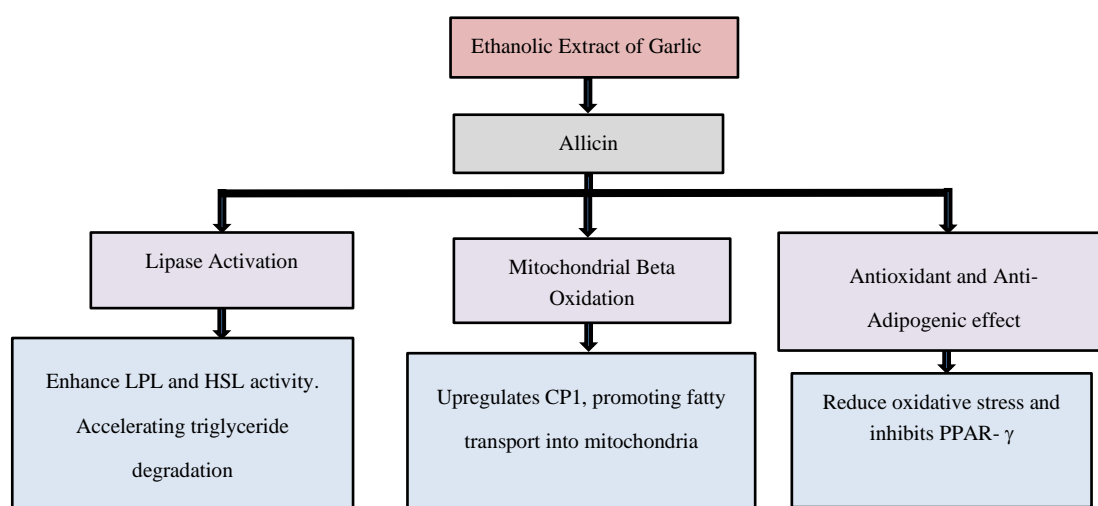 Ethanolic Extract of Garlic
Allicin
Lipase Activation
Mitochondrial Beta
Oxidation
Antioxidant and Anti-
Adipogenic effect
Enhance LPL and HSL activity.
Accelerating triglyceride
degradation
Upregulates CP1, promoting fatty
transport into mitochondria
Reduce oxidative stress and
inhibits PPAR- γ